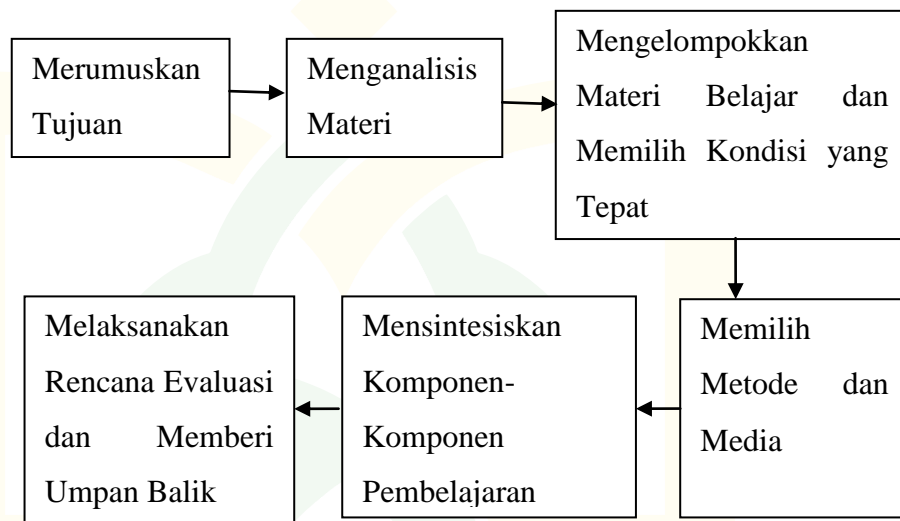 Merumuskan
Tujuan
Menganalisis
Materi
Mengelompokkan
Materi Belajar dan
Memilih Kondisi yang
Tepat
Memilih
Metode dan
Media
Mensintesiskan
Komponen-
Komponen
Pembelajaran
Melaksanakan
Rencana Evaluasi
dan Memberi
Umpan Balik